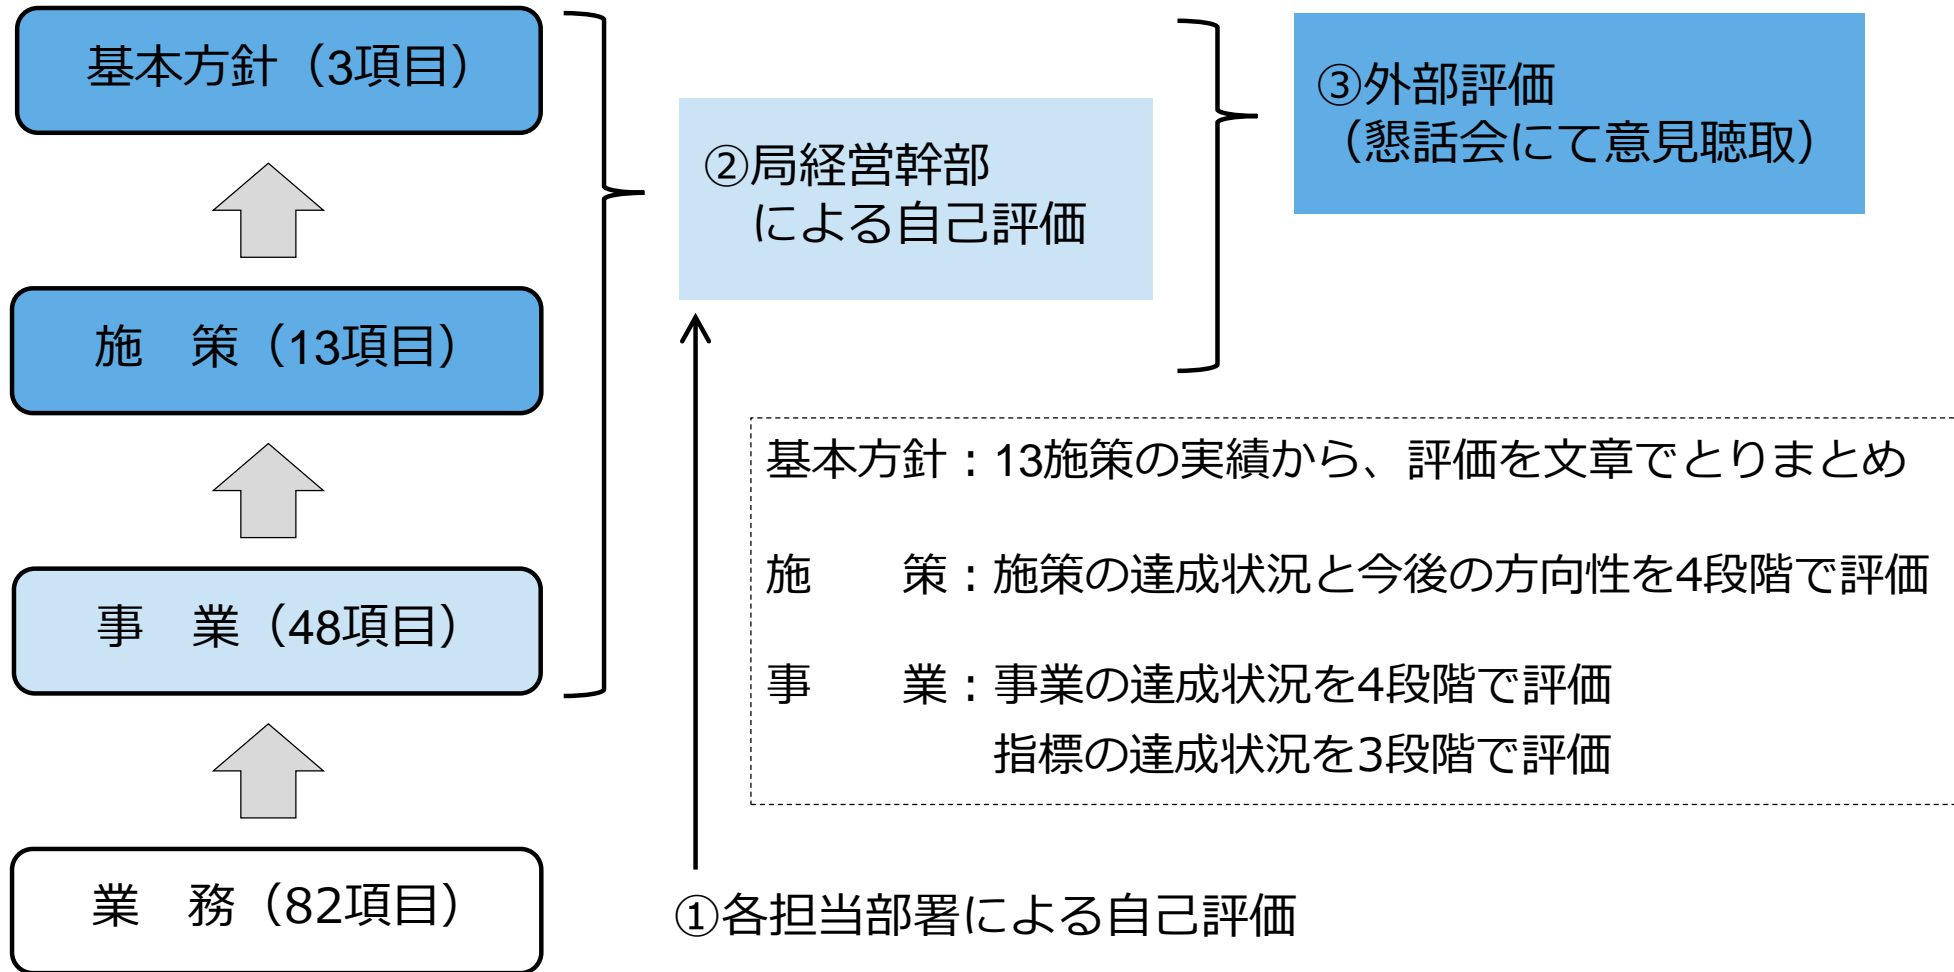 基本方針（3項目）
施　策（13項目）
事　業（48項目）
業　務（82項目）
②局経営幹部
による自己評価
③外部評価
（懇話会にて意見聴取）
基本方針：13施策の実績から、評価を文章でとりまとめ
施　　策：施策の達成状況と今後の方向性を4段階で評価
事　　業：事業の達成状況を4段階で評価
指標の達成状況を3段階で評価
①各担当部署による自己評価